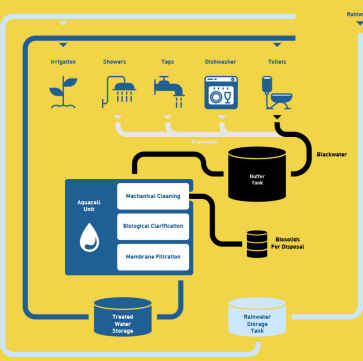 Rainw
Irrigation
Showers
Taps
Dishwasher
Toilets
Greywater
Blackwater
Buffer
Tank
Aquacell
Unit
Mechanical Cleaning
Biological Clarification
Membrane Filtration
Biosolids
For Disposal
Treated
Water
Storage
Rainwater
Storage
Tank